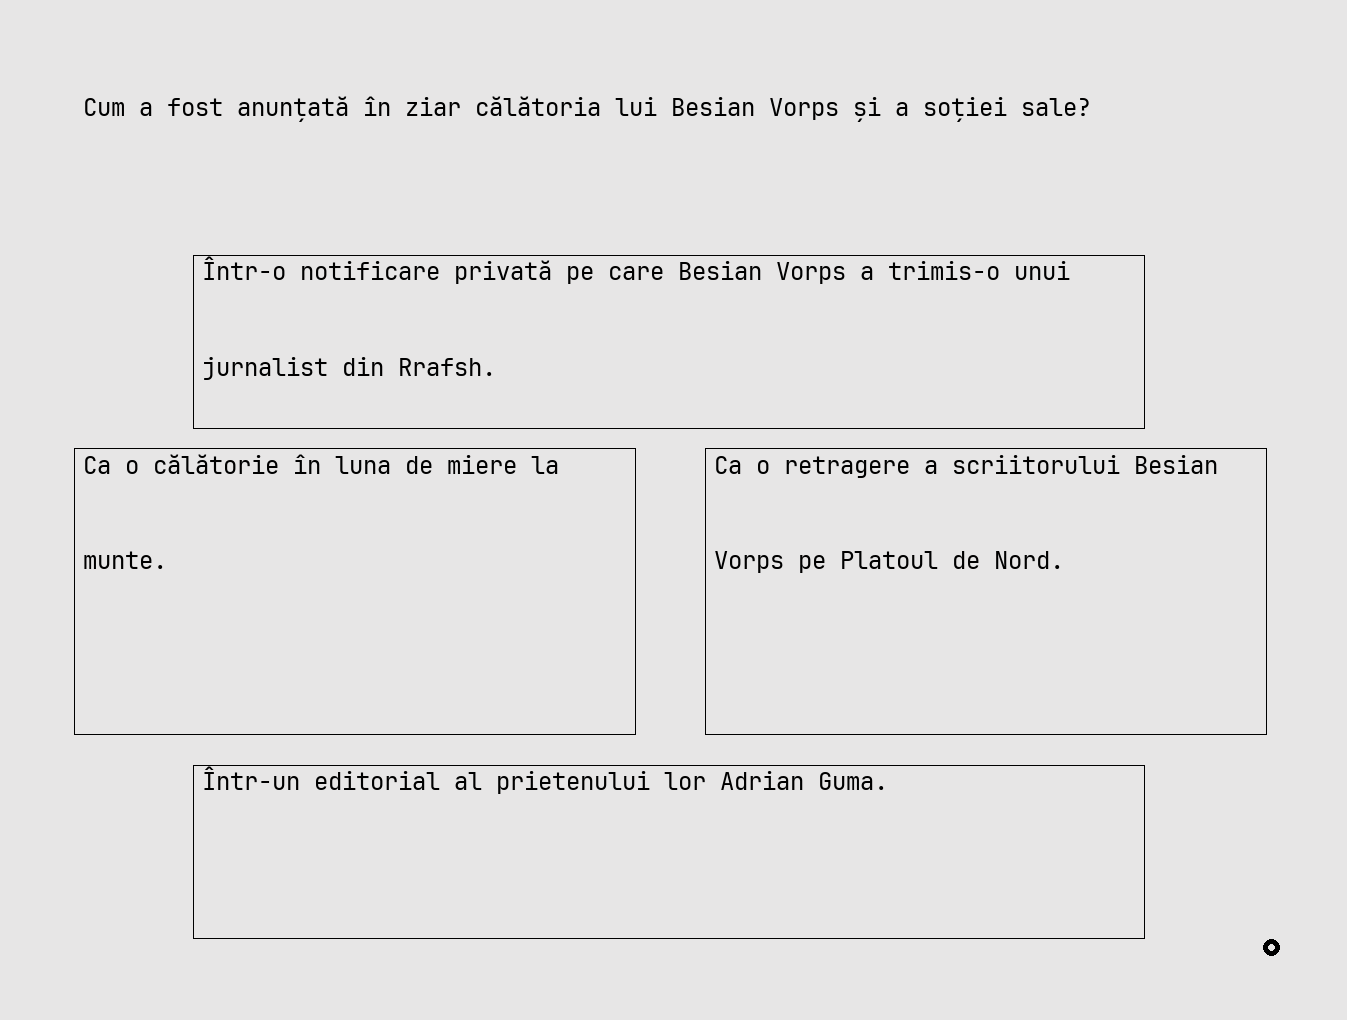 Cum a fost anunțată în ziar călătoria lui Besian Vorps și a soției sale?
Într-o notificare privată pe care Besian Vorps a trimis-o unui
jurnalist din Rrafsh.
Ca o călătorie în luna de miere la
munte.
Ca o retragere a scriitorului Besian
Vorps pe Platoul de Nord.
Într-un editorial al prietenului lor Adrian Guma.